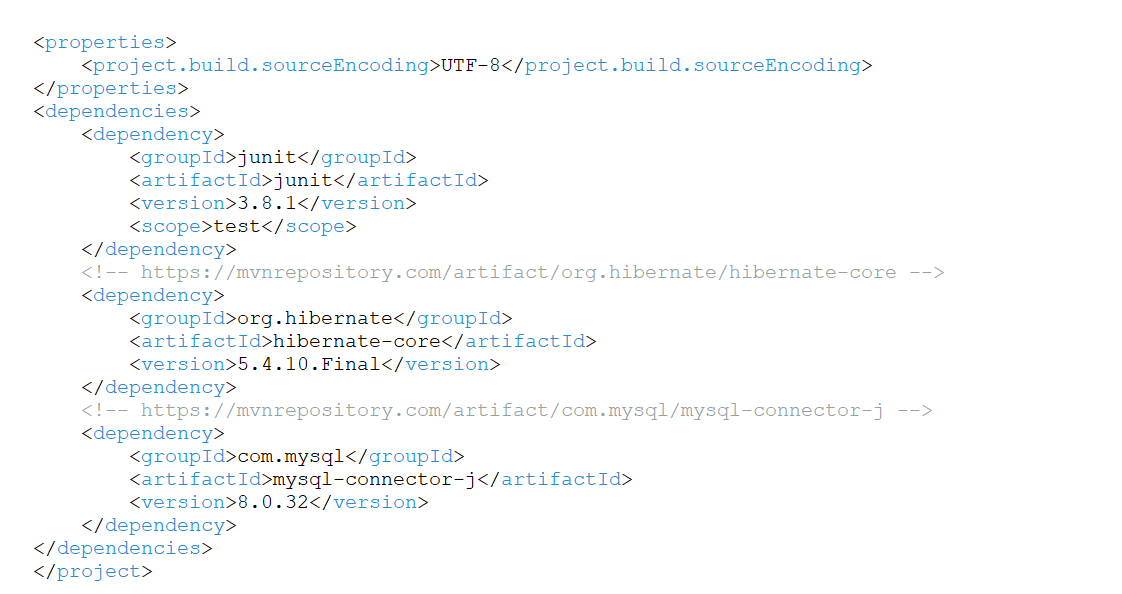 <properties>
    <project.build.sourceEncoding>UTF-8</project.build.sourceEncoding>
</properties>
<dependencies>
    <dependency>
        <groupId>junit</groupId>
        <artifactId>junit</artifactId>
        <version>3.8.1</version>
        <scope>test</scope>
    </dependency>
    <!-- https://mvnrepository.com/artifact/org.hibernate/hibernate-core -->
    <dependency>
        <groupId>org.hibernate</groupId>
        <artifactId>hibernate-core</artifactId>
        <version>5.4.10.Final</version>
    </dependency>
    <!-- https://mvnrepository.com/artifact/com.mysql/mysql-connector-j -->
    <dependency>
        <groupId>com.mysql</groupId>
        <artifactId>mysql-connector-j</artifactId>
        <version>8.0.32</version>
    </dependency>
</dependencies>
</project>